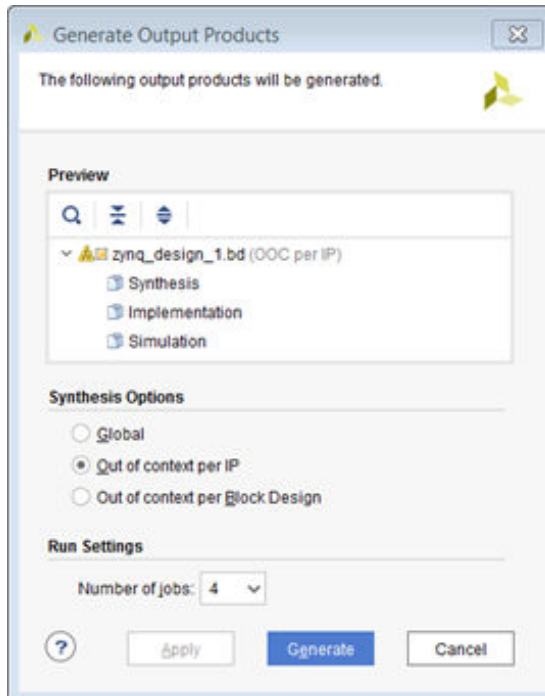 Generate Output Products
The following output products will be generated.
Preview
zynq_design_1.bd (OOC per IP)
Synthesis
Implementation
Simulation
Synthesis Options
Global
Out of context per IP
Out of context per Block Design
Run Settings
Number of jobs: 4
? Apply Generate Cancel